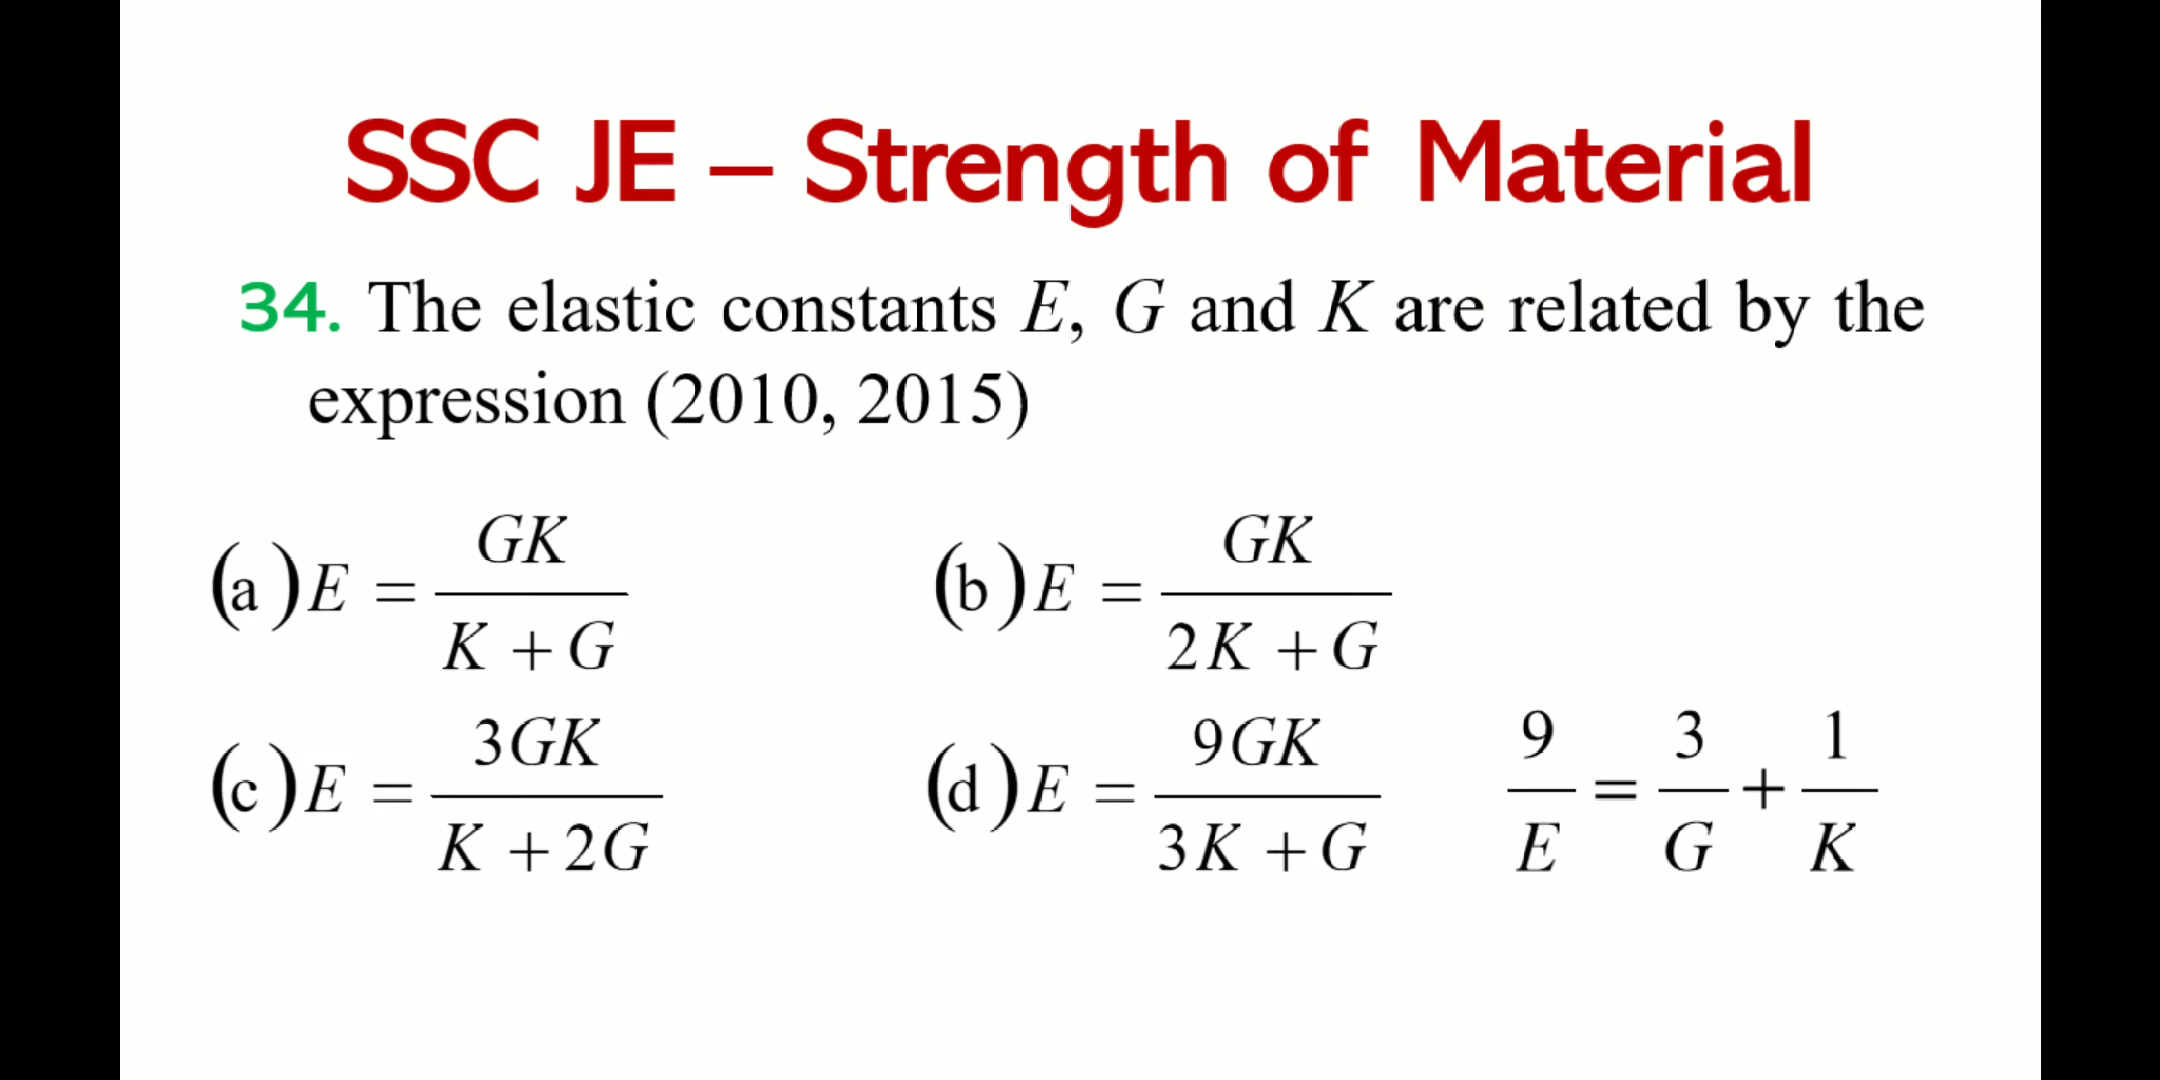 SSC JE – Strength of Material
34. The elastic constants E, G and K are related by the
expression (2010, 2015)
(a) E = GK / K + G (b) E = GK / 2K + G
(c) E = 3GK / K + 2G (d) E = 9GK / 3K + G 9/E = 3/G + 1/K